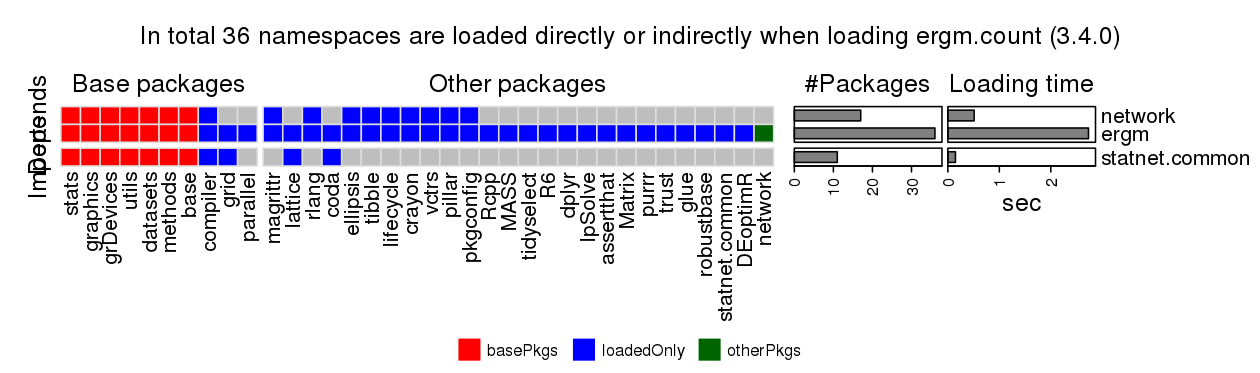 In total 36 namespaces are loaded directly or indirectly when loading ergm.count (3.4.0)
Base packages
Other packages
#Packages
Loading time
Depends
Imports
network
ergm
statnet.common
stats
graphics
grDevices
utils
datasets
methods
base
compiler
grid
parallel
magrittr
lattice
rlang
coda
ellipsis
tibble
lifecycle
crayon
vctrs
pillar
pkgconfig
Rcpp
MASS
tidyselect
R6
dplyr
lpSolve
assertthat
Matrix
purrr
trust
glue
robustbase
statnet.common
DEoptimR
network
0
10
20
30
0
1
2
sec
basePkgs
loadedOnly
otherPkgs